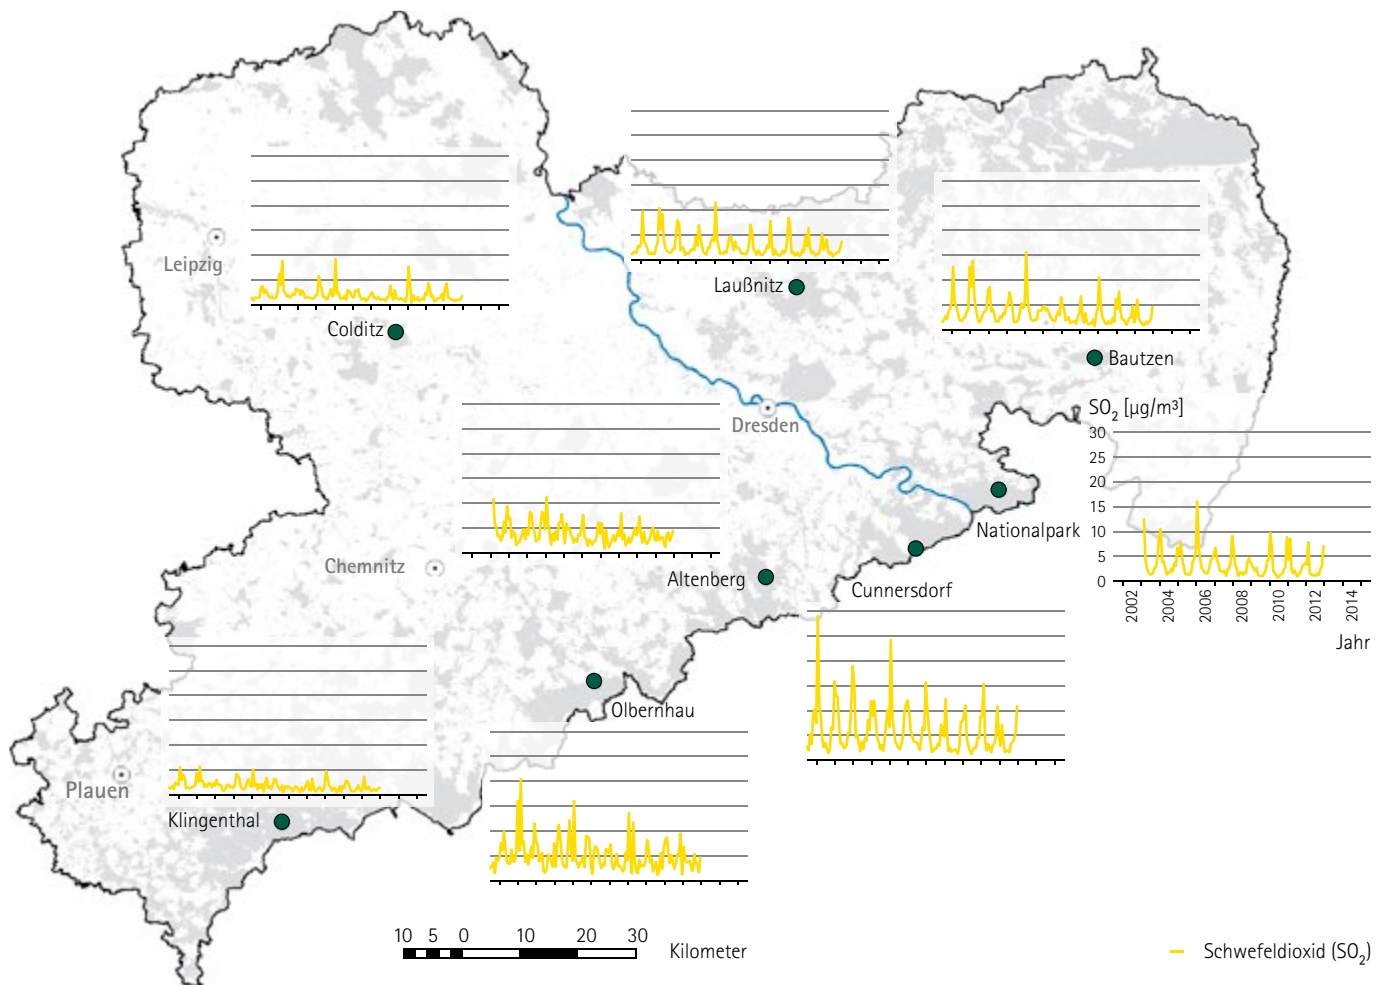 Leipzig
Colditz
Laußnitz
Bautzen
SO₂ [µg/m³]
30
25
20
15
10
5
0
2002
2004
2006
2008
2010
2012
2014
Jahr
Dresden
Nationalpark
Chemnitz
Altenberg
Cunnersdorf
Olbernhau
Plauen
Klingenthal
10 5 0 10 20 30
Kilometer
Schwefeldioxid (SO₂)